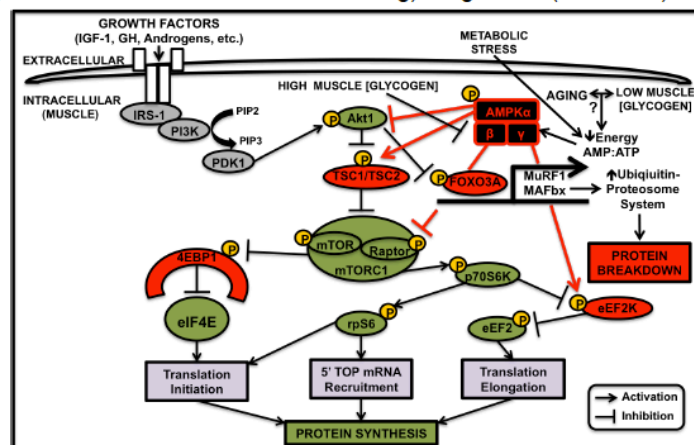 GROWTH FACTORS
(IGF-1, GH, Androgens, etc.)
EXTRACELLULAR
INTRACELLULAR
(MUSCLE)
IRS-1
PI3K
PIP2
PIP3
PDK1
METABOLIC
STRESS
HIGH MUSCLE [GLYCOGEN]
AGING
LOW MUSCLE
[GLYCOGEN]
?
Energy
AMP:ATP
P
Akt1
P
AMPKα
β
γ
P
TSC1/TSC2
P
FOXO3A
MuRF1
MAFbx
Ubiqiuitin-
Proteosome
System
PROTEIN
BREAKDOWN
P
mTOR
Raptor
P
mTORC1
P
4EBP1
eIF4E
P
p70S6K
P
rpS6
P
eEF2
P
eEF2K
Translation
Initiation
5' TOP mRNA
Recruitment
Translation
Elongation
PROTEIN SYNTHESIS
Activation
Inhibition